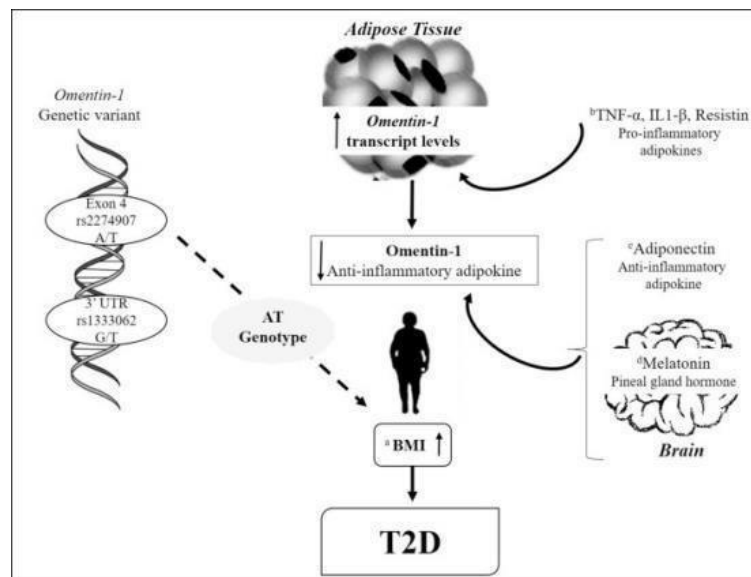 Adipose Tissue
Omentin-1
Genetic variant
Omentin-1
transcript levels
ᵇTNF-α, IL1-β, Resistin
Pro-inflammatory
adipokines
Exon 4
rs2274907
A/T
3' UTR
rs1333062
G/T
Omentin-1
Anti-inflammatory adipokine
ᶜAdiponectin
Anti-inflammatory
adipokine
AT
Genotype
ᵈMelatonin
Pineal gland hormone
Brain
ᵃ BMI
T2D